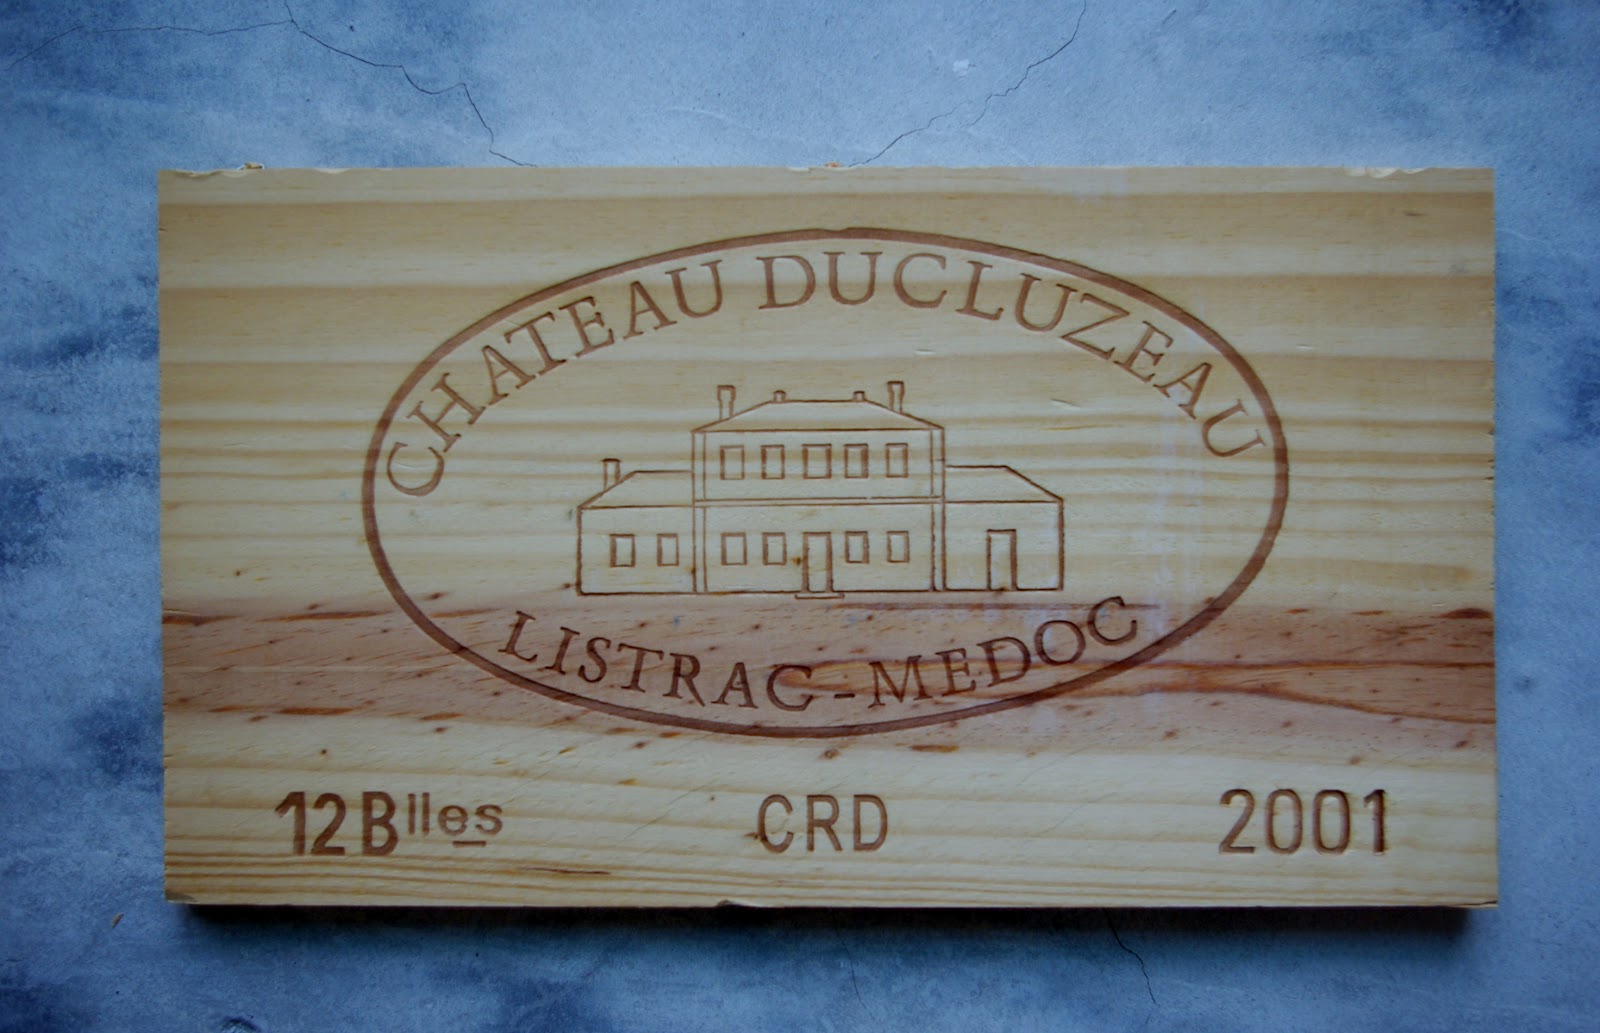 CHATEAU DUCLUZEAU
LISTRAC-MEDOC
12 Blles CRD 2001